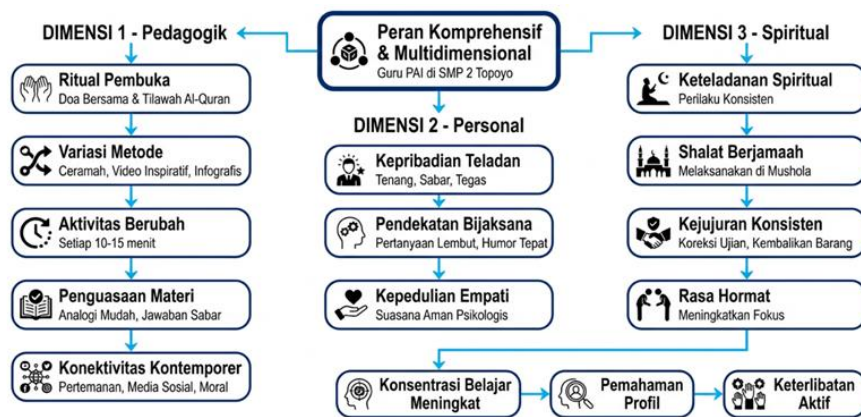 Peran Komprehensif
& Multidimensional
Guru PAI di SMP 2 Topoyo
DIMENSI 1 - Pedagogik
Ritual Pembuka
Doa Bersama & Tilawah Al-Quran
Variasi Metode
Ceramah, Video Inspiratif, Infografis
Aktivitas Berubah
Setiap 10-15 menit
Penguasaan Materi
Analogi Mudah, Jawaban Sabar
Konektivitas Kontemporer
Pertemanan, Media Sosial, Moral
DIMENSI 2 - Personal
Kepribadian Teladan
Tenang, Sabar, Tegas
Pendekatan Bijaksana
Pertanyaan Lembut, Humor Tepat
Kepedulian Empati
Suasana Aman Psikologis
DIMENSI 3 - Spiritual
Keteladanan Spiritual
Perilaku Konsisten
Shalat Berjamaah
Melaksanakan di Mushola
Kejujuran Konsisten
Koreksi Ujian, Kembalikan Barang
Rasa Hormat
Meningkatkan Fokus
Konsentrasi Belajar
Meningkat
Pemahaman
Profil
Keterlibatan
Aktif